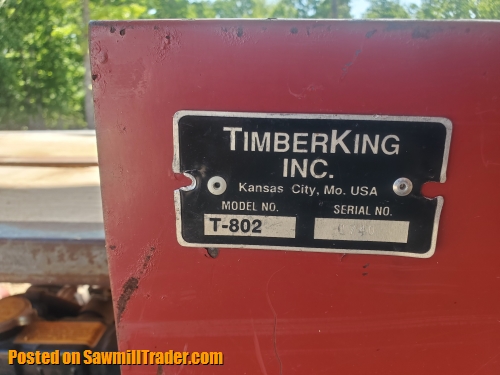 TIMBERKING
INC.
Kansas City, Mo. USA
MODEL NO. SERIAL NO.
T-802
Posted on SawmillTrader.com